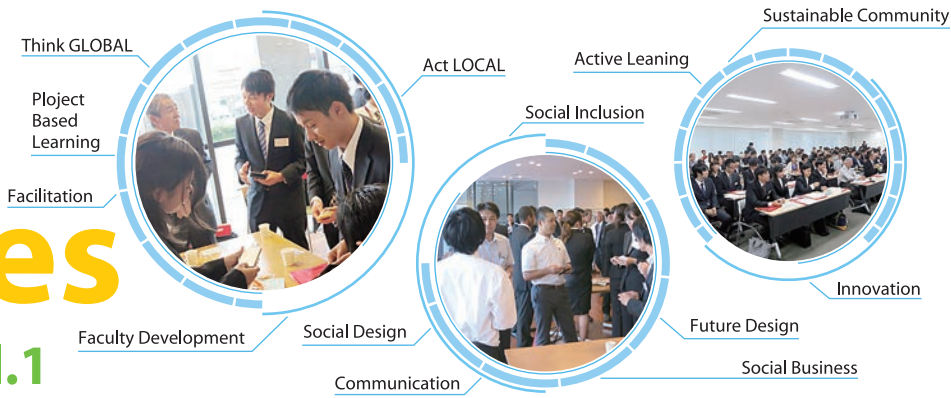 Think GLOBAL
Act LOCAL
Ploject
Based
Learning
Facilitation
Faculty Development
Social Inclusion
Social Design
Communication
Future Design
Social Business
Sustainable Community
Active Leaning
Innovation
es
.1